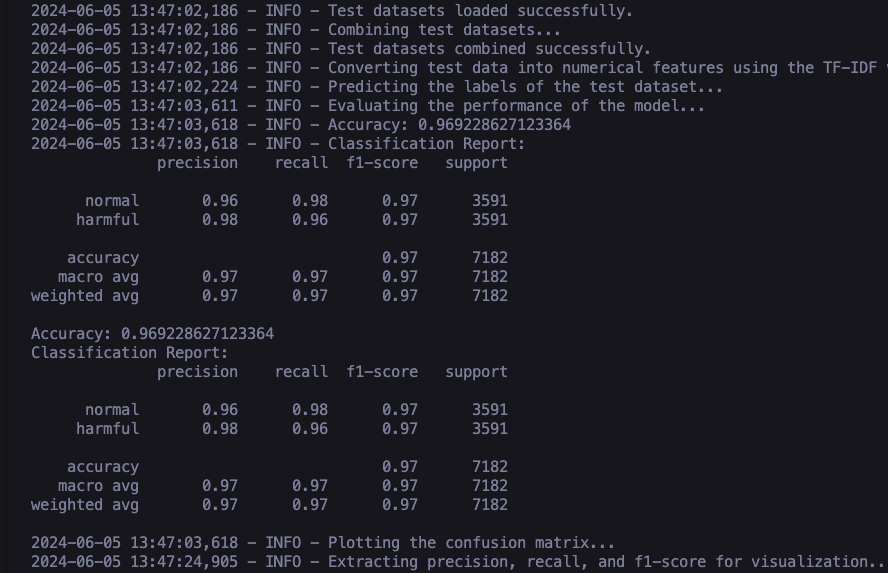 2024-06-05 13:47:02,186 - INFO - Test datasets loaded successfully.
2024-06-05 13:47:02,186 - INFO - Combining test datasets...
2024-06-05 13:47:02,186 - INFO - Test datasets combined successfully.
2024-06-05 13:47:02,186 - INFO - Converting test data into numerical features using the TF-IDF
2024-06-05 13:47:02,224 - INFO - Predicting the labels of the test dataset...
2024-06-05 13:47:03,611 - INFO - Evaluating the performance of the model...
2024-06-05 13:47:03,618 - INFO - Accuracy: 0.969228627123364
2024-06-05 13:47:03,618 - INFO - Classification Report:
precision recall f1-score support
normal 0.96 0.98 0.97 3591
harmful 0.98 0.96 0.97 3591
accuracy 0.97 7182
macro avg 0.97 0.97 0.97 7182
weighted avg 0.97 0.97 0.97 7182
Accuracy: 0.969228627123364
Classification Report:
precision recall f1-score support
normal 0.96 0.98 0.97 3591
harmful 0.98 0.96 0.97 3591
accuracy 0.97 7182
macro avg 0.97 0.97 0.97 7182
weighted avg 0.97 0.97 0.97 7182
2024-06-05 13:47:03,618 - INFO - Plotting the confusion matrix...
2024-06-05 13:47:24,905 - INFO - Extracting precision, recall, and f1-score for visualization..